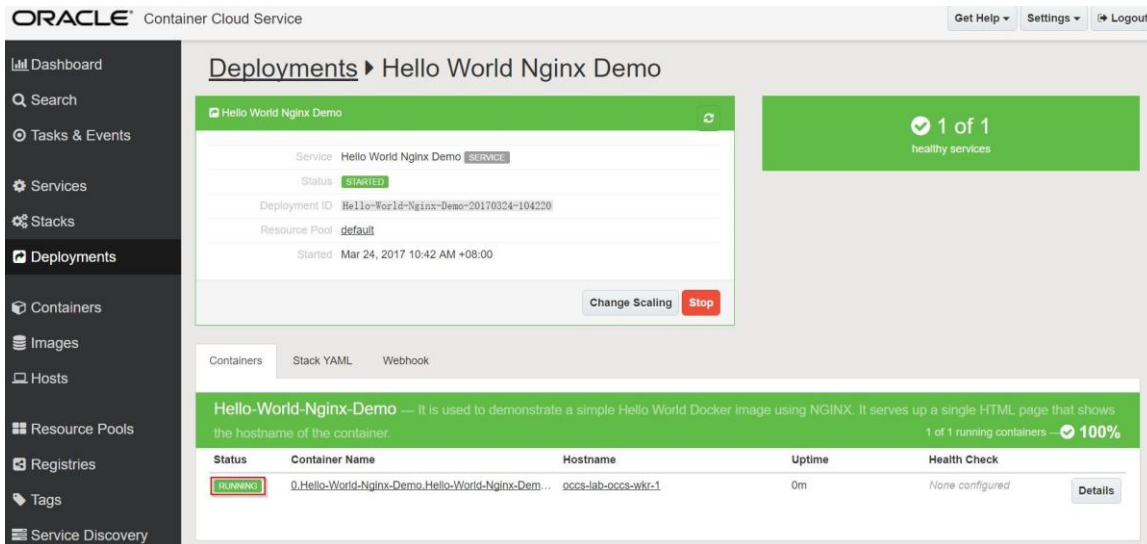 ORACLE® Container Cloud Service
Get Help Settings Logout
Dashboard
Search
Tasks & Events
Services
Stacks
Deployments
Containers
Images
Hosts
Resource Pools
Registries
Tags
Service Discovery
Deployments Hello World Nginx Demo
Hello World Nginx Demo
Service Hello World Nginx Demo SERVICE
Status STARTED
Deployment ID Hello-World-Nginx-Demo-20170324-104220
Resource Pool default
Started Mar 24, 2017 10:42 AM +08:00
Change Scaling Stop
1 of 1
healthy services
Containers Stack YAML Webhook
Hello-World-Nginx-Demo — It is used to demonstrate a simple Hello World Docker image using NGINX. It serves up a single HTML page that shows
the hostname of the container.
1 of 1 running containers — 100%
Status Container Name Hostname Uptime Health Check
RUNNING 0.Hello-World-Nginx-Demo.Hello-World-Nginx-Dem... occs-lab-occs-wkr-1 0m None configured Details